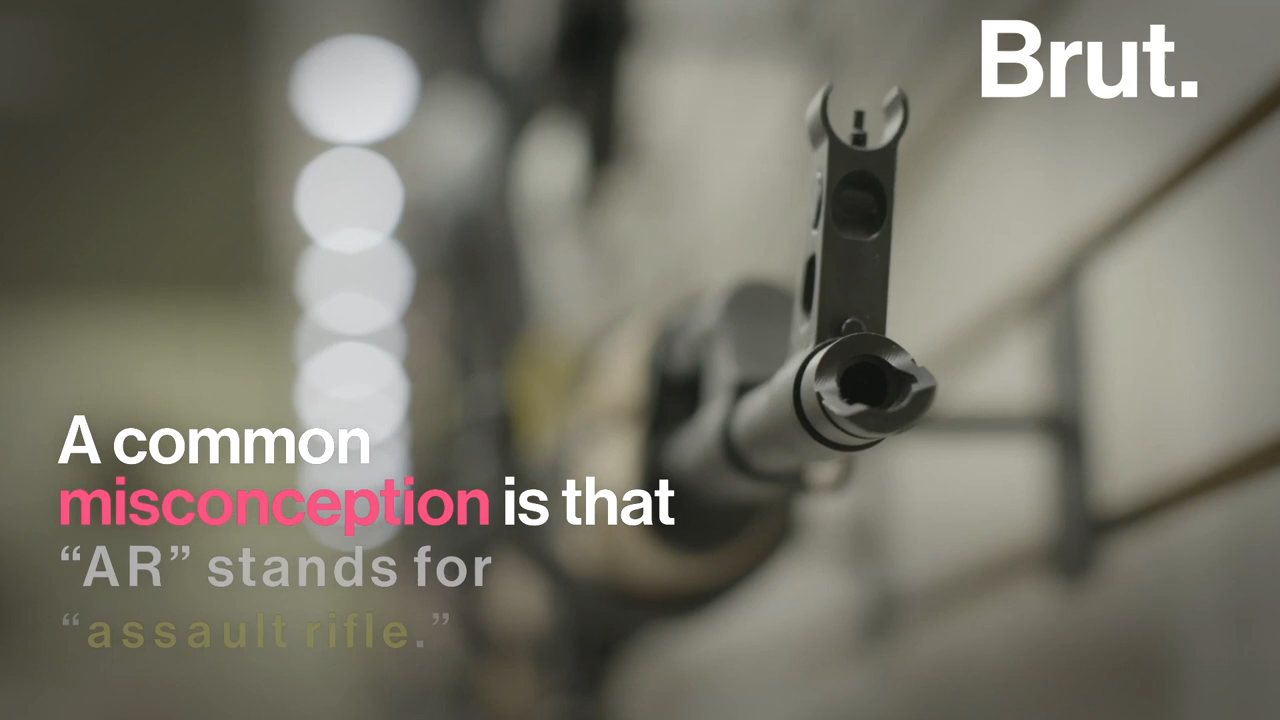 Brut.
A common
misconception is that
“AR” stands for
“assault rifle.”